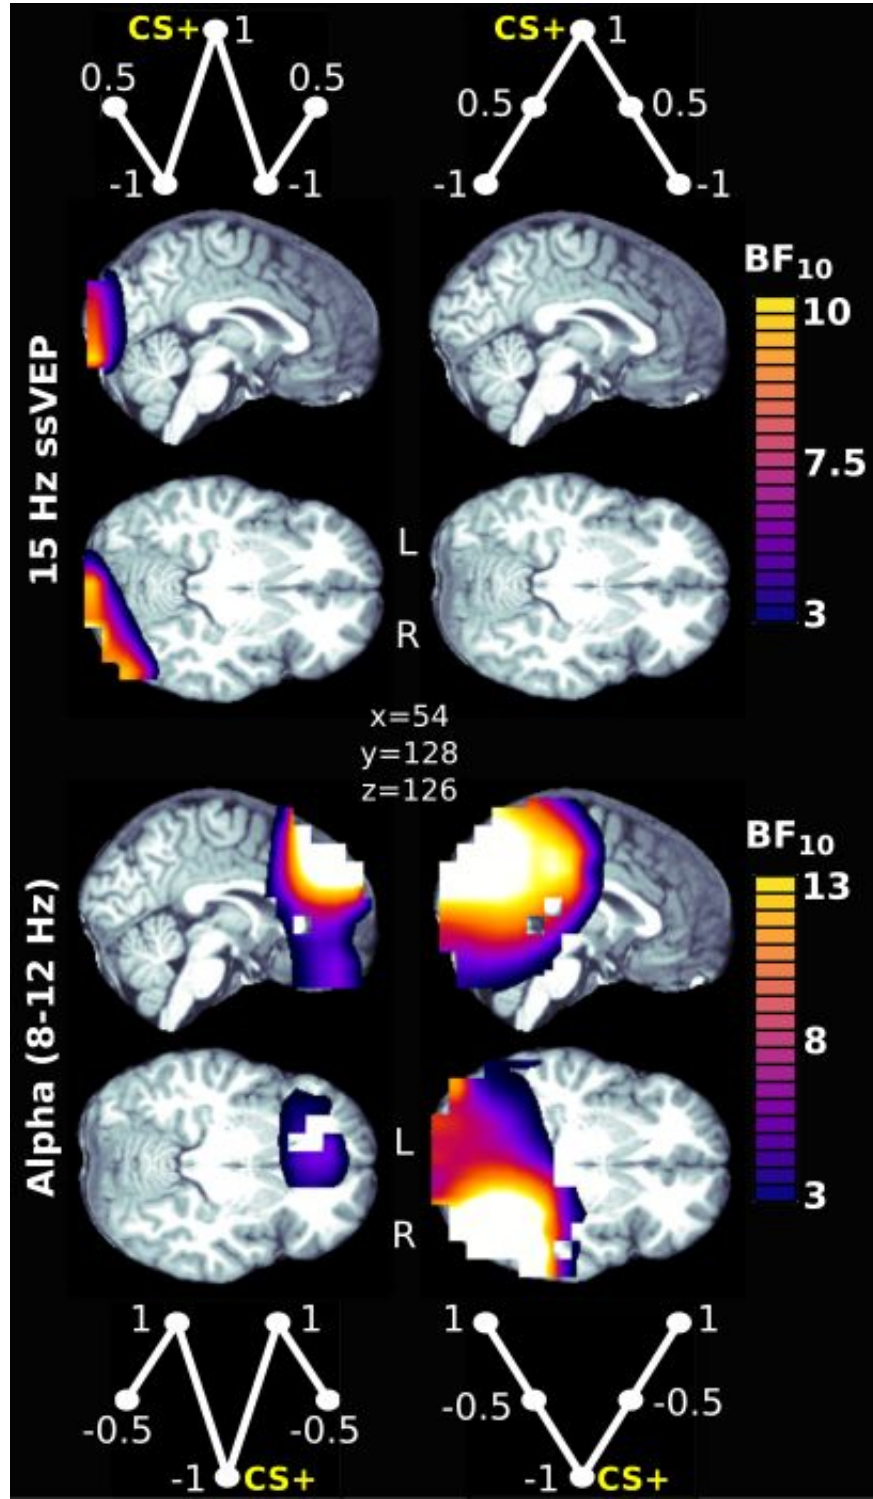 CS+ 1
0.5 0.5
-1 -1
CS+ 1
0.5 0.5
-1 -1
15 Hz ssVEP
L
R
BF10
10
7.5
3
x=54
y=128
z=126
Alpha (8-12 Hz)
L
R
BF10
13
8
3
1 1
-0.5 -0.5
-1 CS+
1 1
-0.5 -0.5
-1 CS+